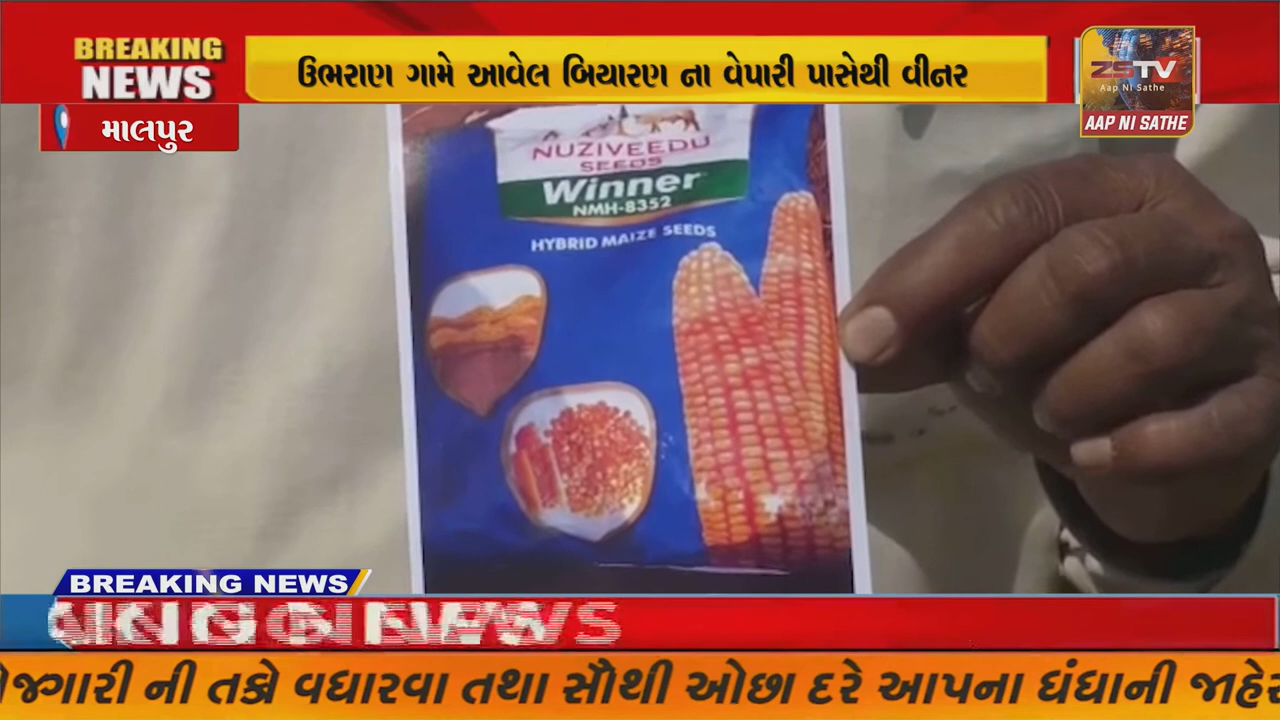 BREAKING
NEWS
ઉભરાણ ગામે આવેલ બિયારણ ના વેપારી પાસેથી વીનર
ZSTV
Aap Ni Sathe
AAP NI SATHE
માલપુર
NUZIVEEDU
SEEDS
Winner
NMH-8352
HYBRID MAIZE SEEDS
BREAKING NEWS
ની તકો વધારવા તથા સૌથી ઓછા દરે આપના ધંધાની